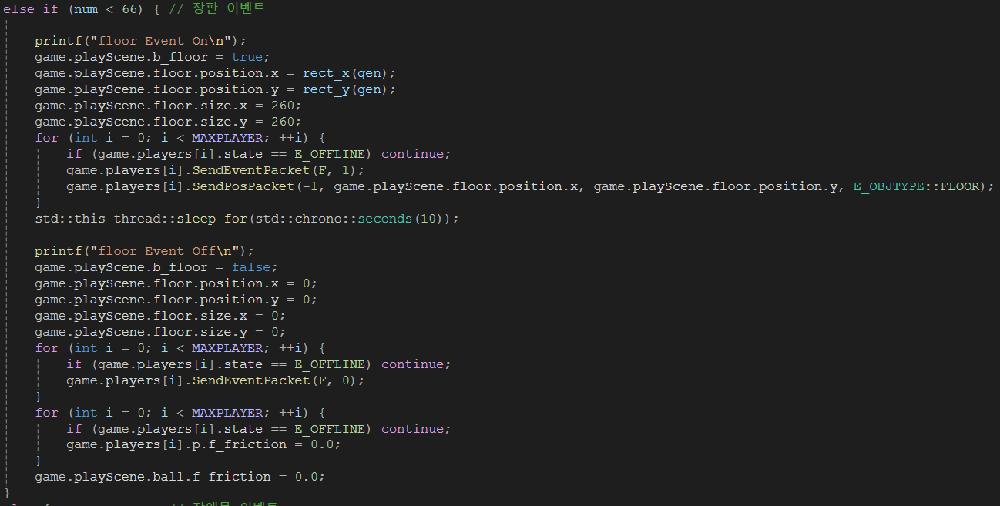 else if (num < 66) { // 장판 이벤트
printf("floor Event On\n");
game.playScene.b_floor = true;
game.playScene.floor.position.x = rect_x(gen);
game.playScene.floor.position.y = rect_y(gen);
game.playScene.floor.size.x = 260;
game.playScene.floor.size.y = 260;
for (int i = 0; i < MAXPLAYER; ++i) {
if (game.players[i].state == E_OFFLINE) continue;
game.players[i].SendEventPacket(F, 1);
game.players[i].SendPosPacket(-1, game.playScene.floor.position.x, game.playScene.floor.position.y, E_OBJTYPE::FLOOR);
}
std::this_thread::sleep_for(std::chrono::seconds(10));
printf("floor Event Off\n");
game.playScene.b_floor = false;
game.playScene.floor.position.x = 0;
game.playScene.floor.position.y = 0;
game.playScene.floor.size.x = 0;
game.playScene.floor.size.y = 0;
for (int i = 0; i < MAXPLAYER; ++i) {
if (game.players[i].state == E_OFFLINE) continue;
game.players[i].SendEventPacket(F, 0);
}
for (int i = 0; i < MAXPLAYER; ++i) {
if (game.players[i].state == E_OFFLINE) continue;
game.players[i].p.f_friction = 0.0;
}
game.playScene.ball.f_friction = 0.0;
}